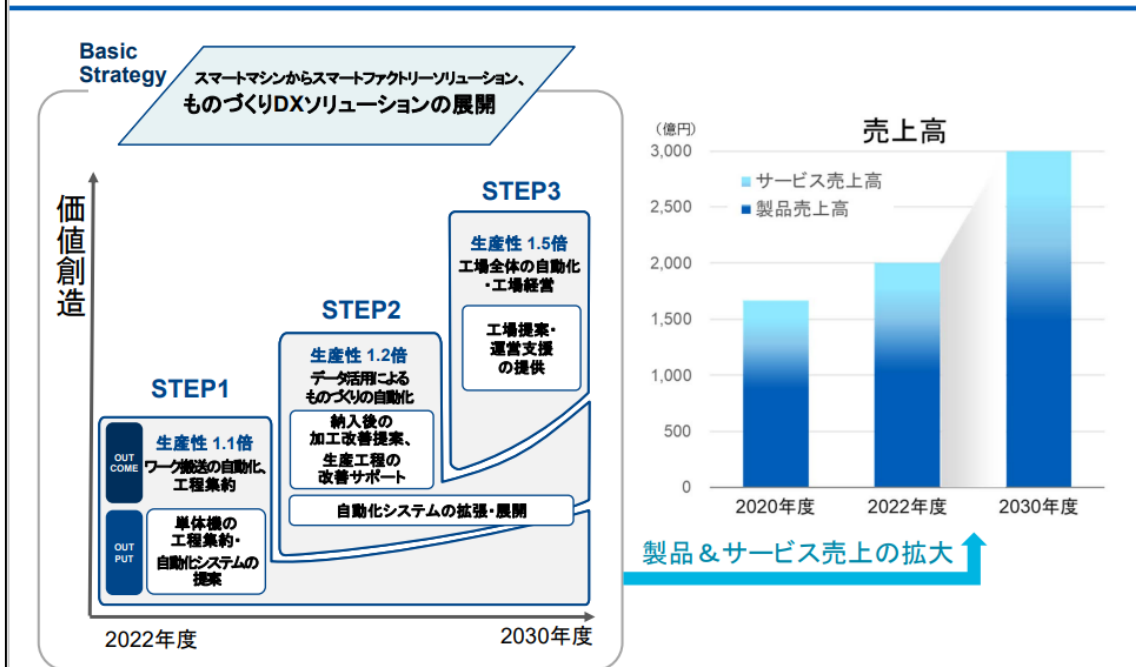 Basic
Strategy
スマートマシンからスマートファクトリーソリューション、
ものづくりDXソリューションの展開
価値創造
STEP1
生産性 1.1倍
ワーク搬送の自動化、
工程集約
OUT
COME
OUT
PUT
単体機の
工程集約・
自動化システムの
提案
STEP2
生産性 1.2倍
データ活用による
ものづくりの自動化
納入後の
加工改善提案、
生産工程の
改善サポート
自動化システムの拡張・展開
STEP3
生産性 1.5倍
工場全体の自動化
・工場経営
工場提案・
運営支援
の提供
2022年度
2030年度
売上高
(億円)
3,000
2,500
2,000
1,500
1,000
500
0
サービス売上高
製品売上高
2020年度
2022年度
2030年度
製品&サービス売上の拡大